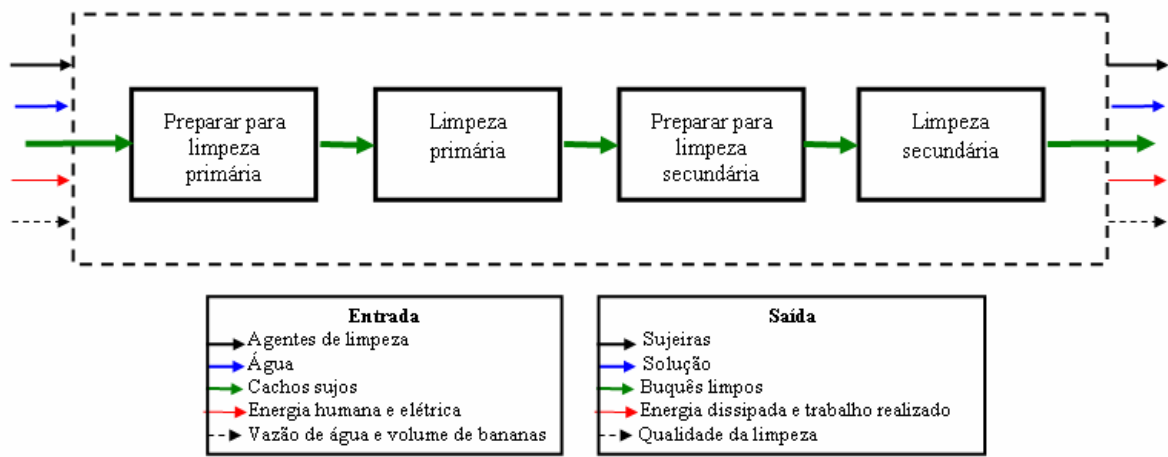 Preparar para
limpeza
primária
Limpeza
primária
Preparar para
limpeza
secundária
Limpeza
secundária
Entrada
Agentes de limpeza
Água
Cachos sujos
Energia humana e elétrica
Vazão de água e volume de bananas
Saída
Sujeiras
Solução
Buquês limpos
Energia dissipada e trabalho realizado
Qualidade da limpeza